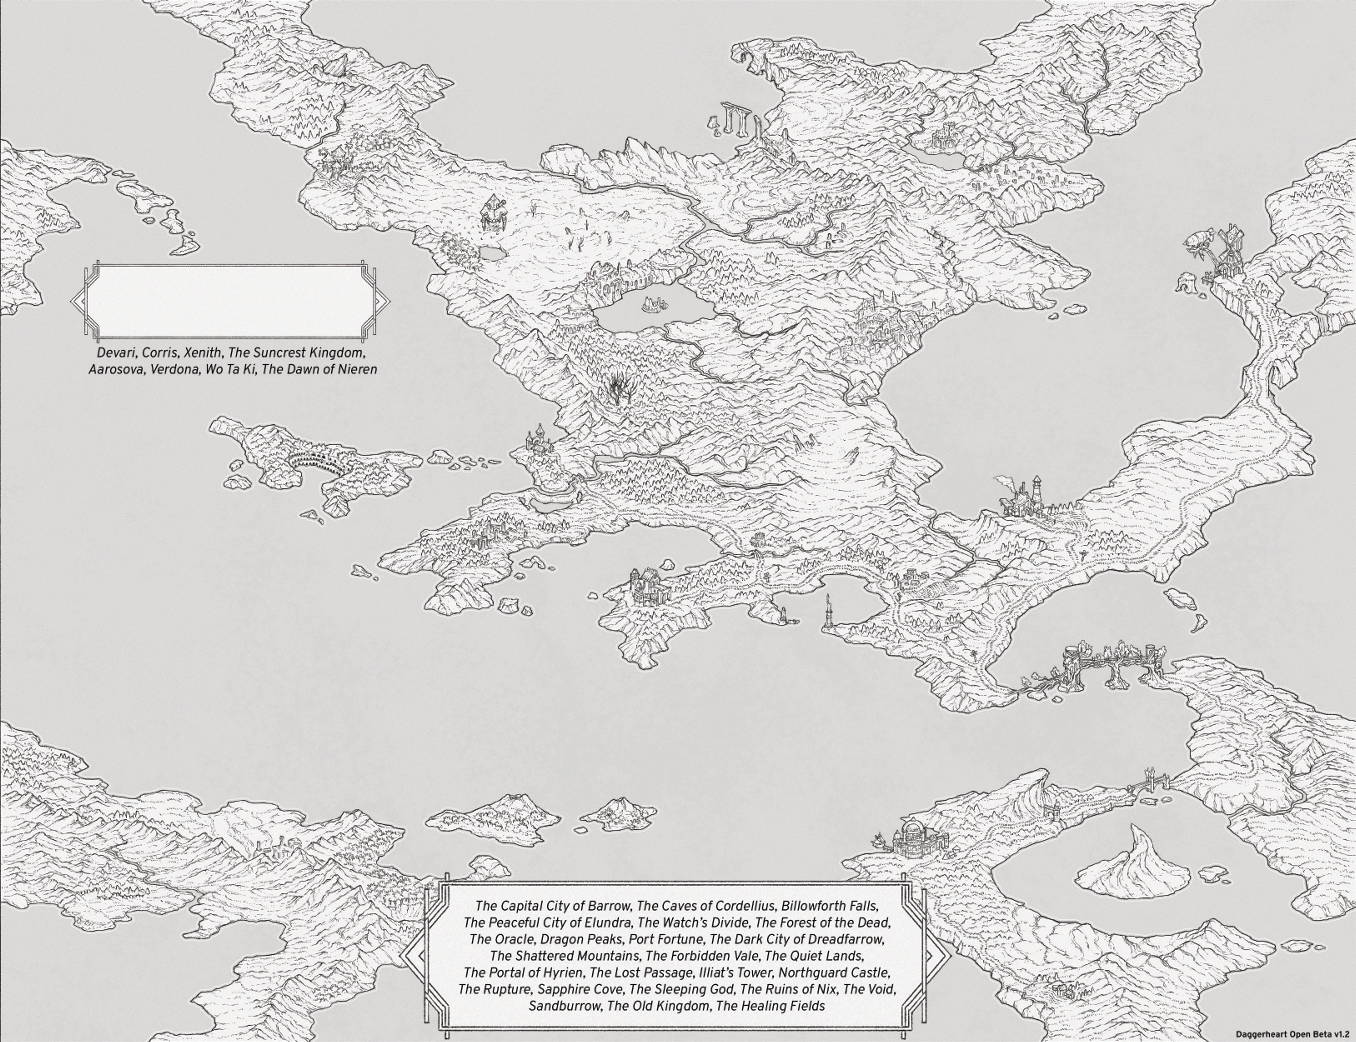 Devari, Corris, Xenith, The Suncrest Kingdom,
Aarosova, Verdona, Wo Ta Ki, The Dawn of Nieren
The Capital City of Barrow, The Caves of Cordellius, Billowforth Falls,
The Peaceful City of Elundra, The Watch's Divide, The Forest of the Dead,
The Oracle, Dragon Peaks, Port Fortune, The Dark City of Dreadfarrow,
The Shattered Mountains, The Forbidden Vale, The Quiet Lands,
The Portal of Hyrien, The Lost Passage, Illiat's Tower, Northguard Castle,
The Rupture, Sapphire Cove, The Sleeping God, The Ruins of Nix, The Void,
Sandburrow, The Old Kingdom, The Healing Fields
Daggerheart Open Beta v1.2